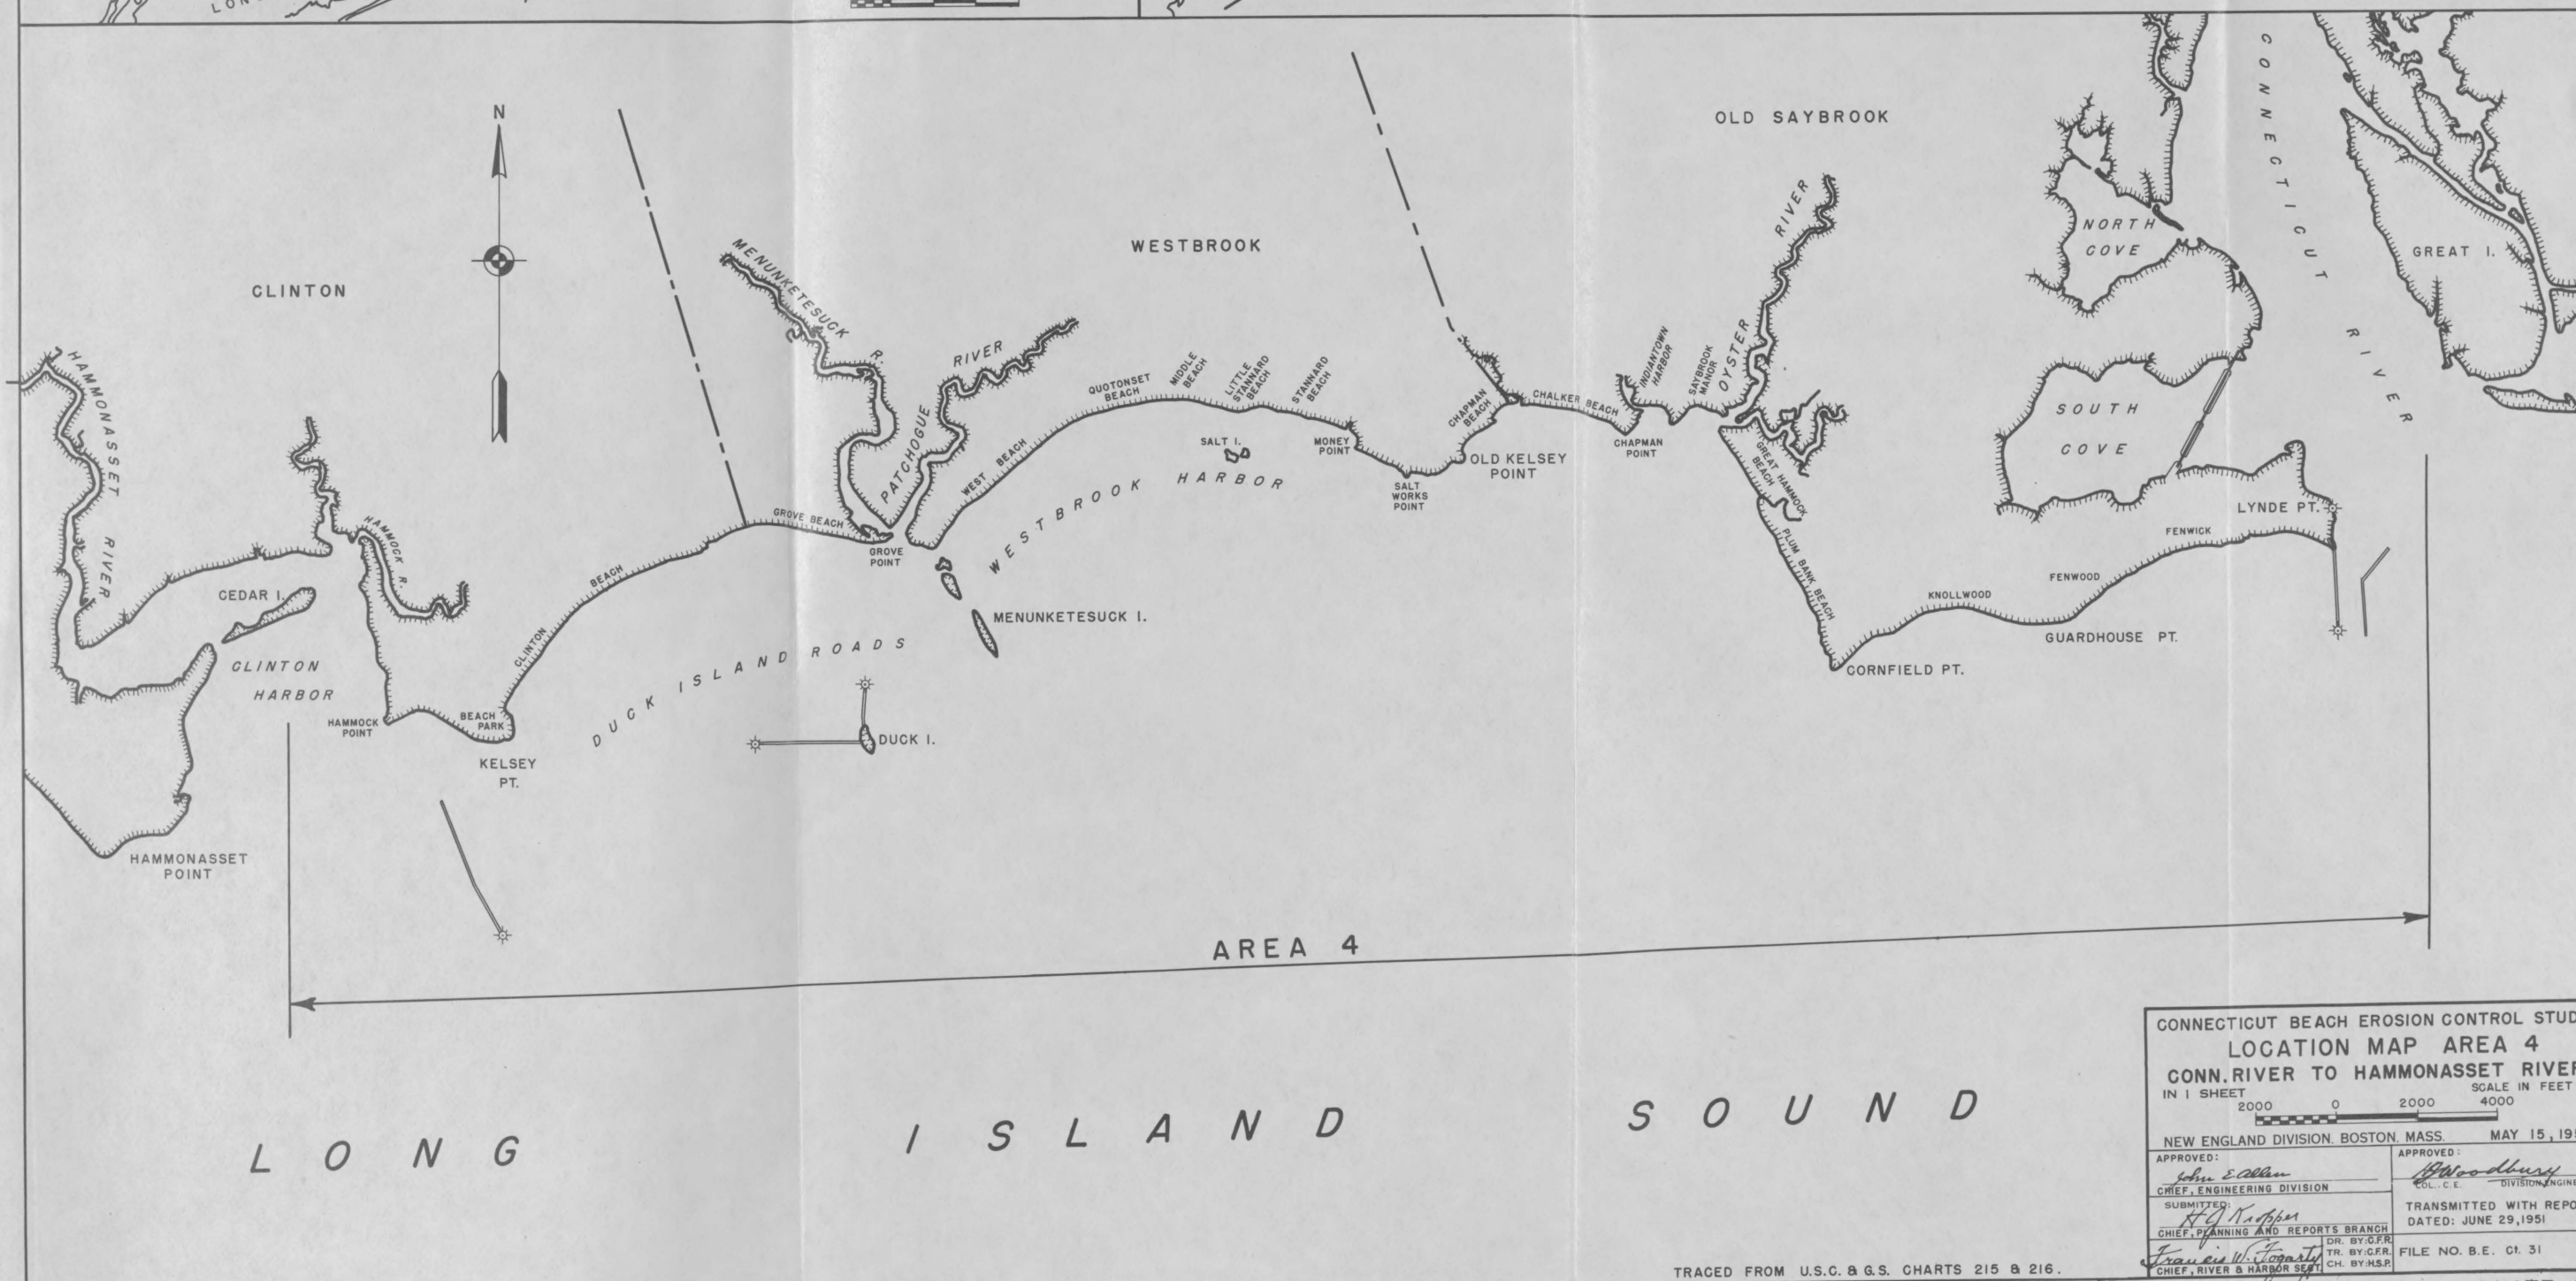 N
CLINTON
WESTBROOK
OLD SAYBROOK
CONNECTICUT RIVER
GREAT I.
NORTH
COVE
SOUTH
COVE
HAMMONASSET RIVER
HAMMOCK R.
MENUNKETESUCK R.
PATCHOGUE RIVER
OYSTER RIVER
CEDAR I.
CLINTON
HARBOR
HAMMOCK
POINT
BEACH
PARK
KELSEY
PT.
HAMMONASSET
POINT
CLINTON BEACH
GROVE BEACH
GROVE
POINT
MENUNKETESUCK I.
DUCK ISLAND ROADS
DUCK I.
WEST BEACH
WESTBROOK HARBOR
QUOTONSET
BEACH
MIDDLE
BEACH
LITTLE
STANNARD
BEACH
STANNARD
BEACH
SALT I.
MONEY
POINT
SALT
WORKS
POINT
CHAPMAN
BEACH
OLD KELSEY
POINT
CHALKER BEACH
CHAPMAN
POINT
INDIANTOWN
HARBOR
SAYBROOK
MANOR
GREAT HAMMOCK
BEACH
PLUM BANK BEACH
CORNFIELD PT.
KNOLLWOOD
FENWOOD
GUARDHOUSE PT.
FENWICK
LYNDE PT.
AREA 4
LONG ISLAND SOUND
TRACED FROM U.S.C. & G.S. CHARTS 215 & 216.
CONNECTICUT BEACH EROSION CONTROL STUD
LOCATION MAP AREA 4
CONN. RIVER TO HAMMONASSET RIVER
IN 1 SHEET SCALE IN FEET
2000 0 2000 4000
NEW ENGLAND DIVISION, BOSTON, MASS. MAY 15, 19
APPROVED:
John E Allen
CHIEF, ENGINEERING DIVISION
APPROVED:
Woodbury
COL., C.E. DIVISION ENGINE
SUBMITTED:
H J Kropper
CHIEF, PLANNING AND REPORTS BRANCH
TRANSMITTED WITH REPO
DATED: JUNE 29, 1951
Francis W. Fogarty
CHIEF, RIVER & HARBOR SECT.
DR. BY: C.F.R.
TR. BY: C.F.R.
CH. BY: H.S.P.
FILE NO. B.E. Ct. 31